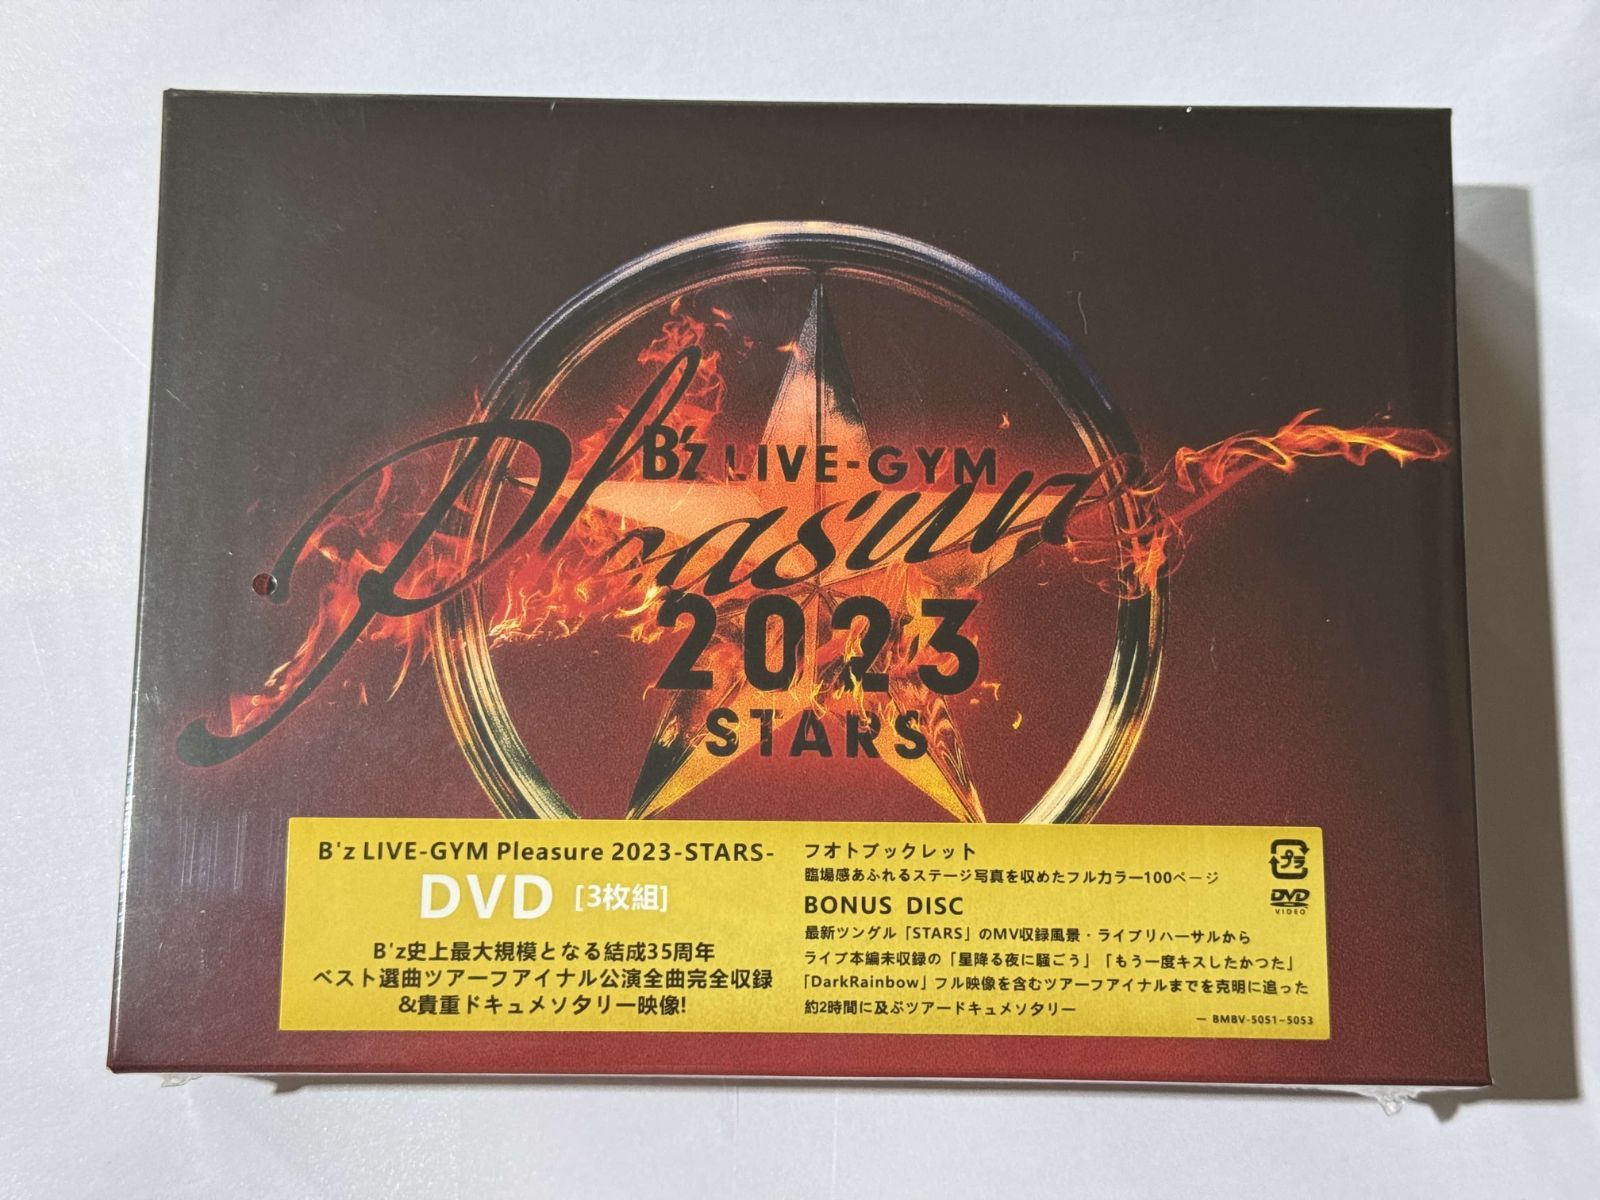 B'z LIVE-GYM
Pleasure
2023
STARS
B'z LIVE-GYM Pleasure 2023-STARS-
DVD [3枚組]
B'z史上最大規模となる結成35周年
ベスト選曲ツアーフアイナル公演全曲完全収録
&貴重ドキュメソタリー映像!
フオトブックレット
臨場感あふれるステージ写真を収めたフルカラー100ページ
BONUS DISC
最新ツングル「STARS」のMV収録風景・ライブリハーサルから
ライブ本編未収録の「星降る夜に騒ごう」「もう一度キスしたかつた」
「DarkRainbow」フル映像を含むツアーフアイナルまでを克明に追った
約2時間に及ぶツアードキュメソタリー
— BMBV-5051~5053
プラ
DVD
VIDEO